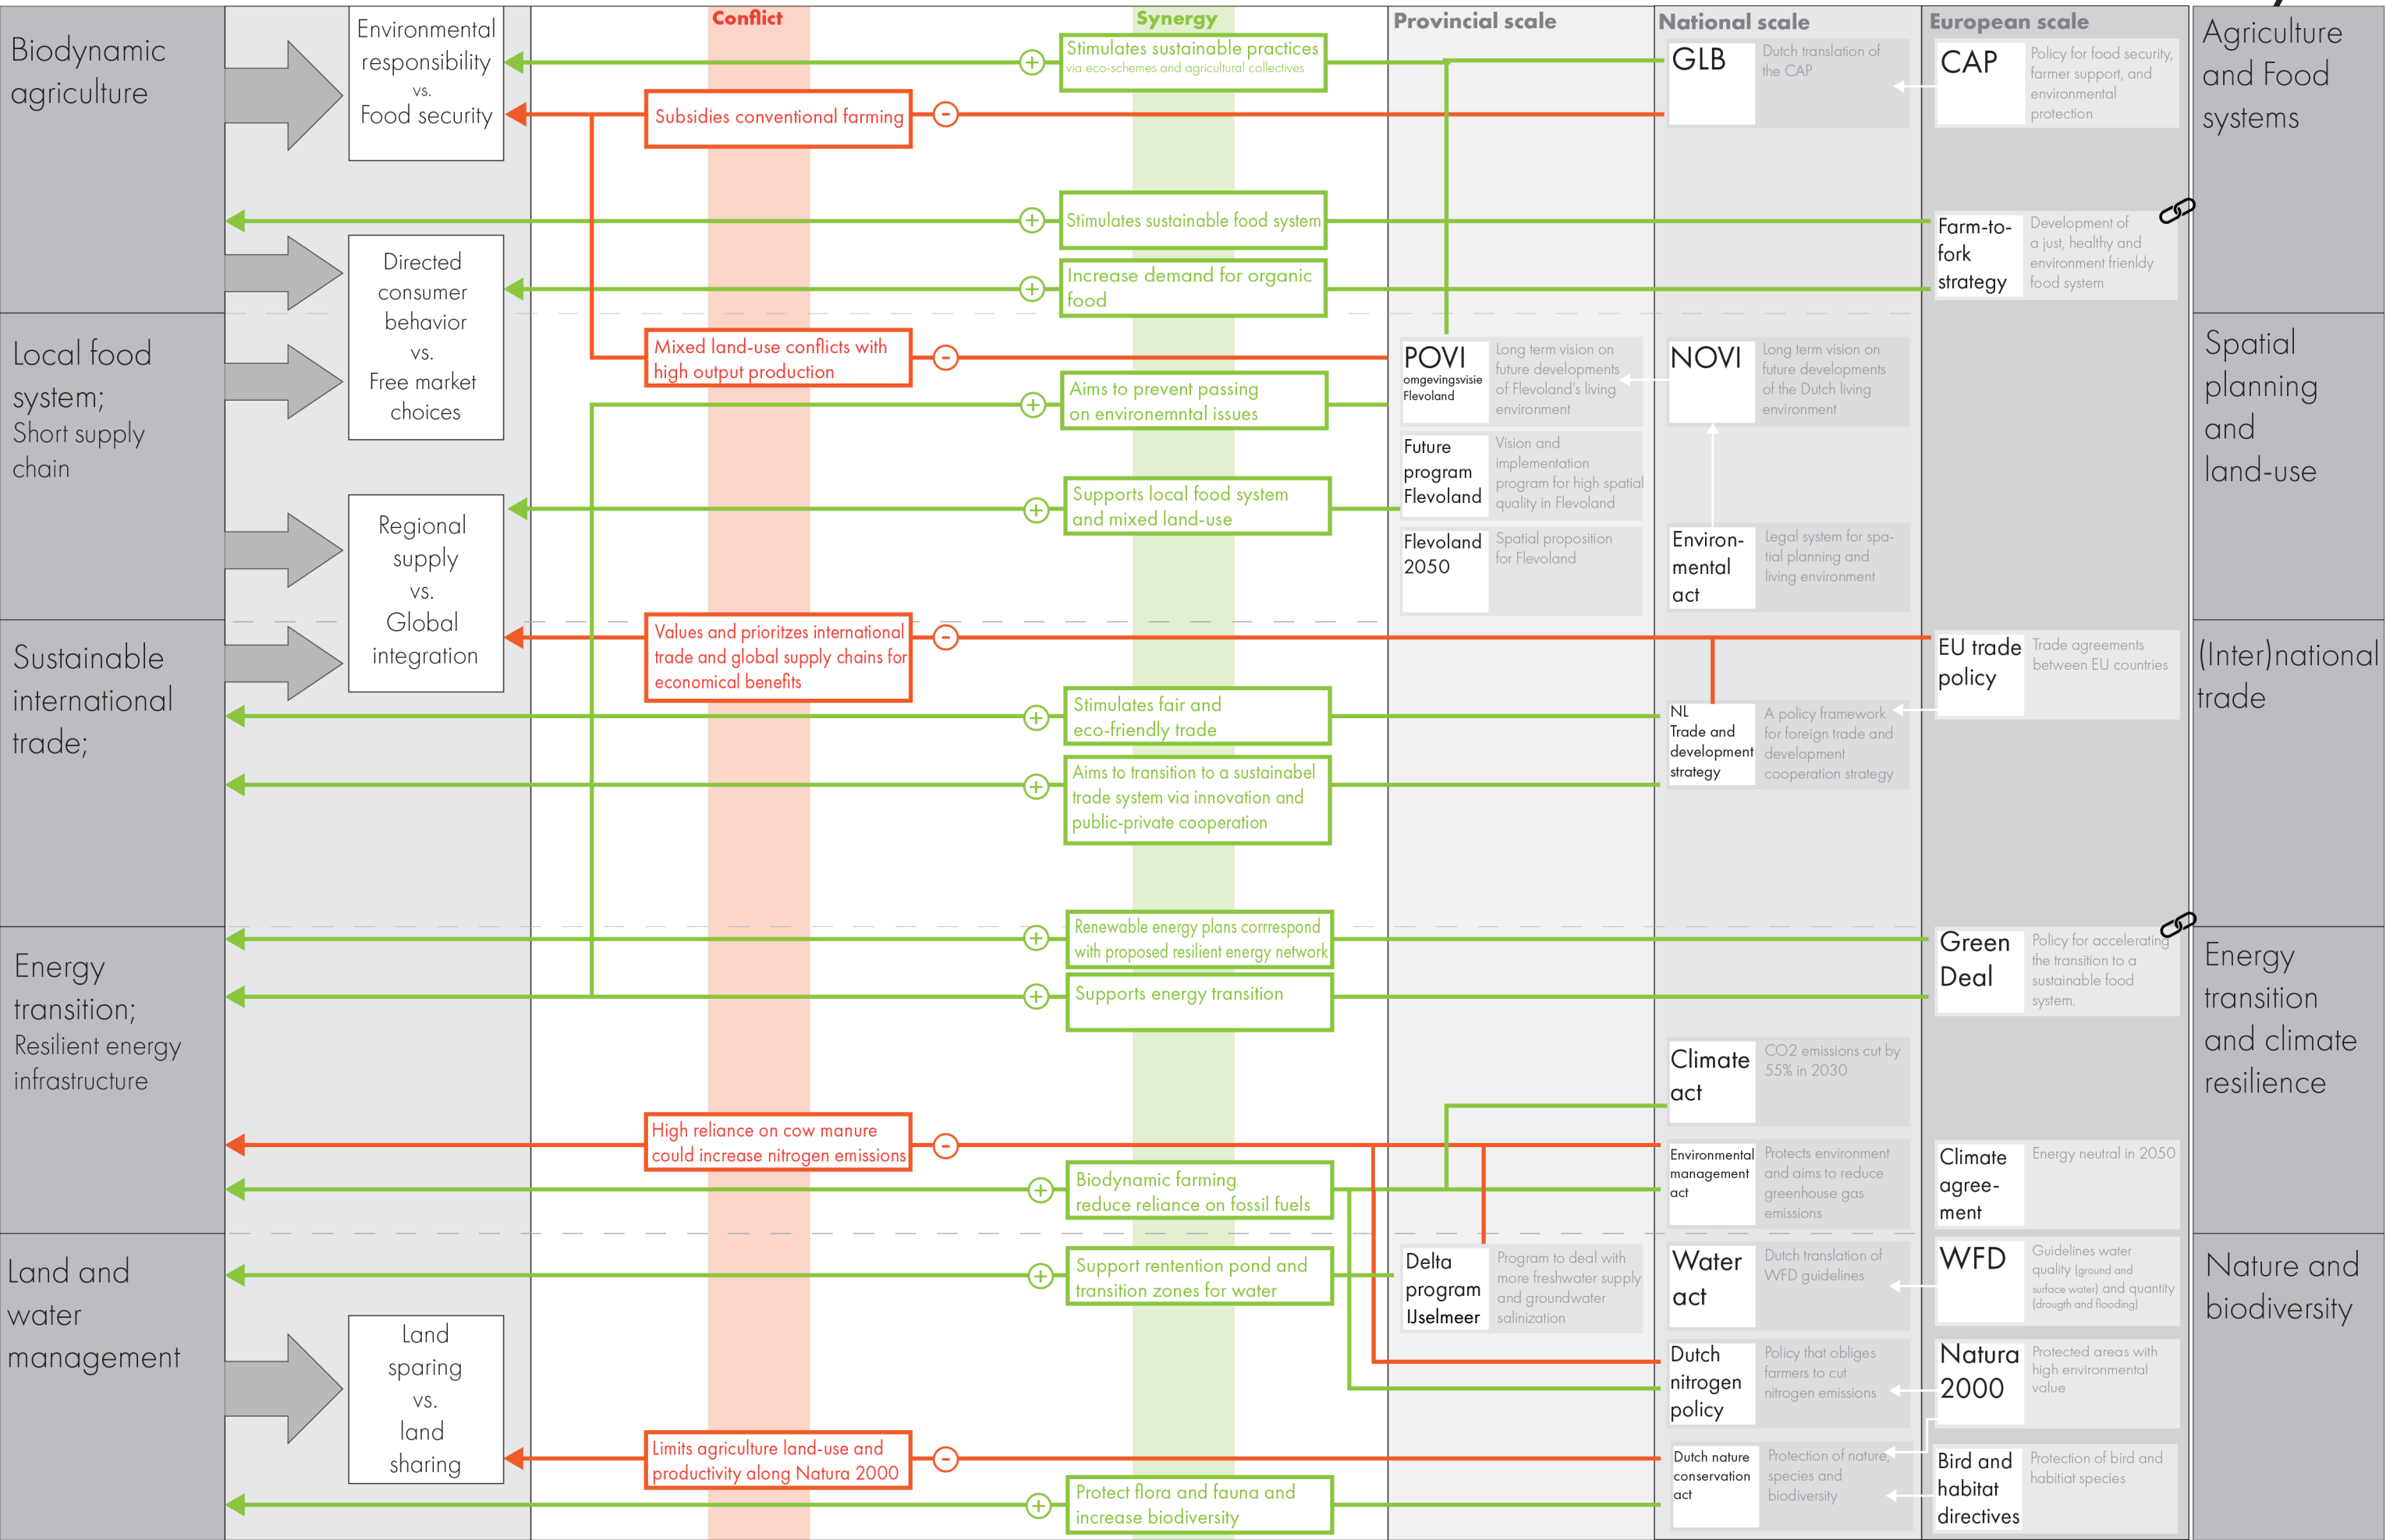 Conflict
Synergy
Provincial scale
National scale
European scale
Biodynamic
agriculture
Local food
system;
Short supply
chain
Sustainable
international
trade;
Energy
transition;
Resilient energy
infrastructure
Land and
water
management
Environmental
responsibility
vs.
Food security
Directed
consumer
behavior
vs.
Free market
choices
Regional
supply
vs.
Global
integration
Land
sparing
vs.
land
sharing
Stimulates sustainable practices
via eco-schemes and agricultural collectives
Subsidies conventional farming
Stimulates sustainable food system
Increase demand for organic
food
Mixed land-use conflicts with
high output production
Aims to prevent passing
on environemntal issues
Supports local food system
and mixed land-use
Values and prioritzes international
trade and global supply chains for
economical benefits
Stimulates fair and
eco-friendly trade
Aims to transition to a sustainabel
trade system via innovation and
public-private cooperation
Renewable energy plans corrrespond
with proposed resilient energy network
Supports energy transition
High reliance on cow manure
could increase nitrogen emissions
Biodynamic farming
reduce reliance on fossil fuels
Support rentention pond and
transition zones for water
Limits agriculture land-use and
productivity along Natura 2000
Protect flora and fauna and
increase biodiversity
POVI
omgevingsvisie
Flevoland
Long term vision on
future developments
of Flevoland's living
environment
Future
program
Flevoland
Vision and
implementation
program for high spatial
quality in Flevoland
Flevoland
2050
Spatial proposition
for Flevoland
Delta
program
IJselmeer
Program to deal with
more freshwater supply
and groundwater
salinization
GLB
Dutch translation of
the CAP
NOVI
Long term vision on
future developments
of the Dutch living
environment
Environ-
mental
act
Legal system for spa-
tial planning and
living environment
NL
Trade and
development
strategy
A policy framework
for foreign trade and
development
cooperation strategy
Climate
act
CO2 emissions cut by
55% in 2030
Environmental
management
act
Protects environment
and aims to reduce
greenhouse gas
emissions
Water
act
Dutch translation of
WFD guidelines
Dutch
nitrogen
policy
Policy that obliges
farmers to cut
nitrogen emissions
Dutch nature
conservation
act
Protection of nature,
species and
biodiversity
CAP
Policy for food security,
farmer support, and
environmental
protection
Farm-to-
fork
strategy
Development of
a just, healthy and
environment frienldy
food system
EU trade
policy
Trade agreements
between EU countries
Green
Deal
Policy for accelerating
the transition to a
sustainable food
system.
Climate
agree-
ment
Energy neutral in 2050
WFD
Guidelines water
quality (ground and
surface water) and quantity
(drougth and flooding)
Natura
2000
Protected areas with
high environmental
value
Bird and
habitat
directives
Protection of bird and
habitiat species
Agriculture
and Food
systems
Spatial
planning
and
land-use
(Inter)national
trade
Energy
transition
and climate
resilience
Nature and
biodiversity